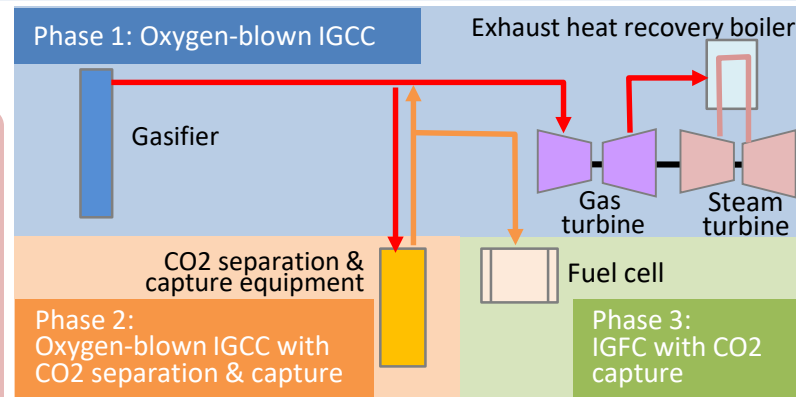 Phase 1: Oxygen-blown IGCC
Exhaust heat recovery boiler
Gasifier
Gas
turbine
Steam
turbine
CO2 separation &
capture equipment
Fuel cell
Phase 2:
Oxygen-blown IGCC with
CO2 separation & capture
Phase 3:
IGFC with CO2
capture